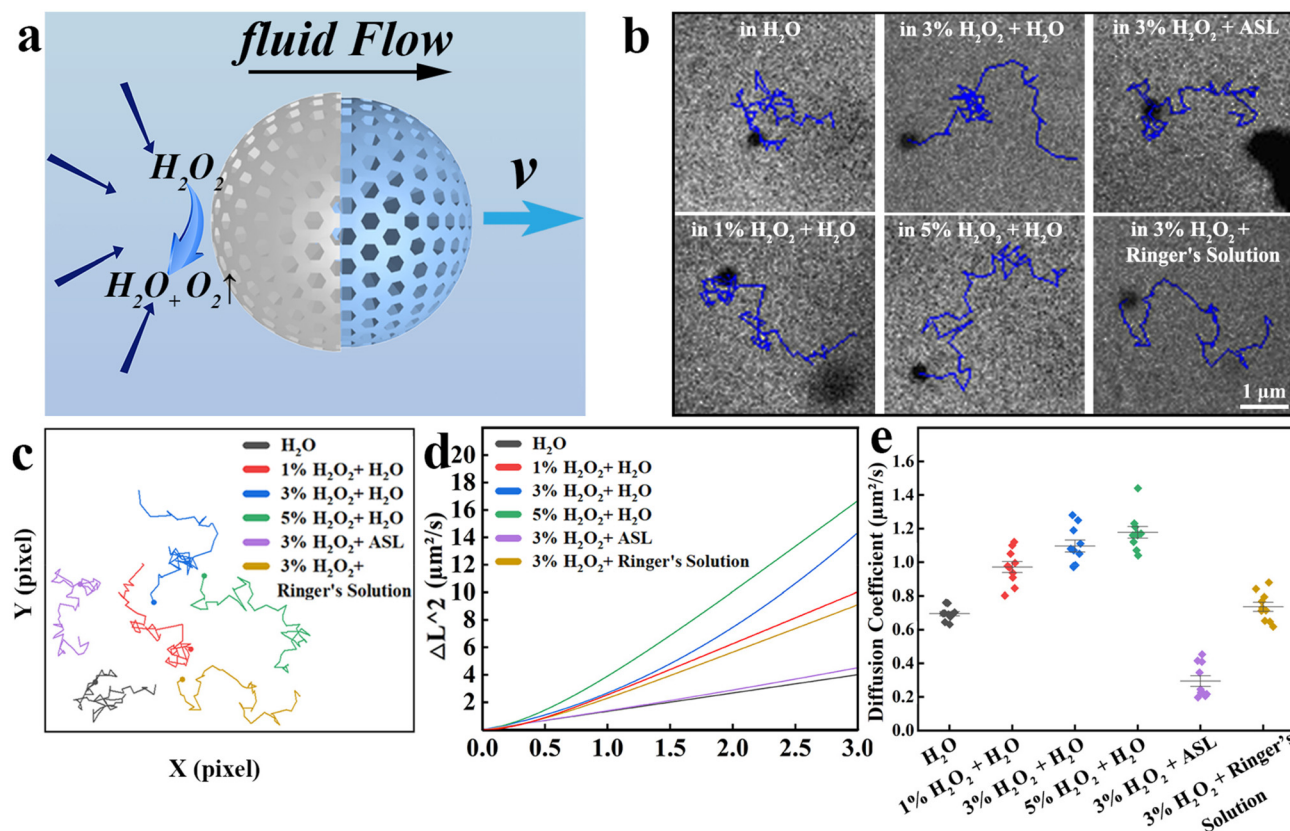 a
fluid Flow
H₂O₂
H₂O + O₂↑
v
b
in H₂O
in 3% H₂O₂ + H₂O
in 3% H₂O₂ + ASL
in 1% H₂O₂ + H₂O
in 5% H₂O₂ + H₂O
in 3% H₂O₂ +
Ringer's Solution
1 μm
c
H₂O
1% H₂O₂+ H₂O
3% H₂O₂+ H₂O
5% H₂O₂+ H₂O
3% H₂O₂+ ASL
3% H₂O₂+
Ringer's Solution
Y (pixel)
X (pixel)
d
H₂O
1% H₂O₂+ H₂O
3% H₂O₂+ H₂O
5% H₂O₂+ H₂O
3% H₂O₂+ ASL
3% H₂O₂+ Ringer's Solution
ΔL^2 (μm²/s)
20
18
16
14
12
10
8
6
4
2
0.0 0.5 1.0 1.5 2.0 2.5 3.0
e
Diffusion Coefficient (μm²/s)
1.6
1.4
1.2
1.0
0.8
0.6
0.4
0.2
0.0
H₂O
1% H₂O₂ + H₂O
3% H₂O₂ + H₂O
5% H₂O₂ + H₂O
3% H₂O₂ + ASL
3% H₂O₂ + Ringer's
Solution